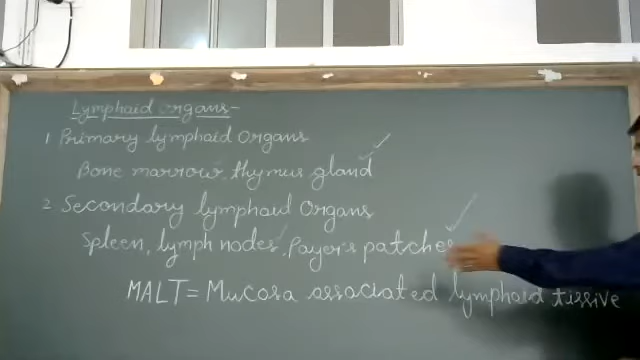 Lymphoid Organs-
1 Primary lymphoid Organs
Bone marrow, thymus gland
2 Secondary lymphoid Organs
Spleen, lymph nodes, Payer's patches
MALT = Mucosa associated lymphoid tissive